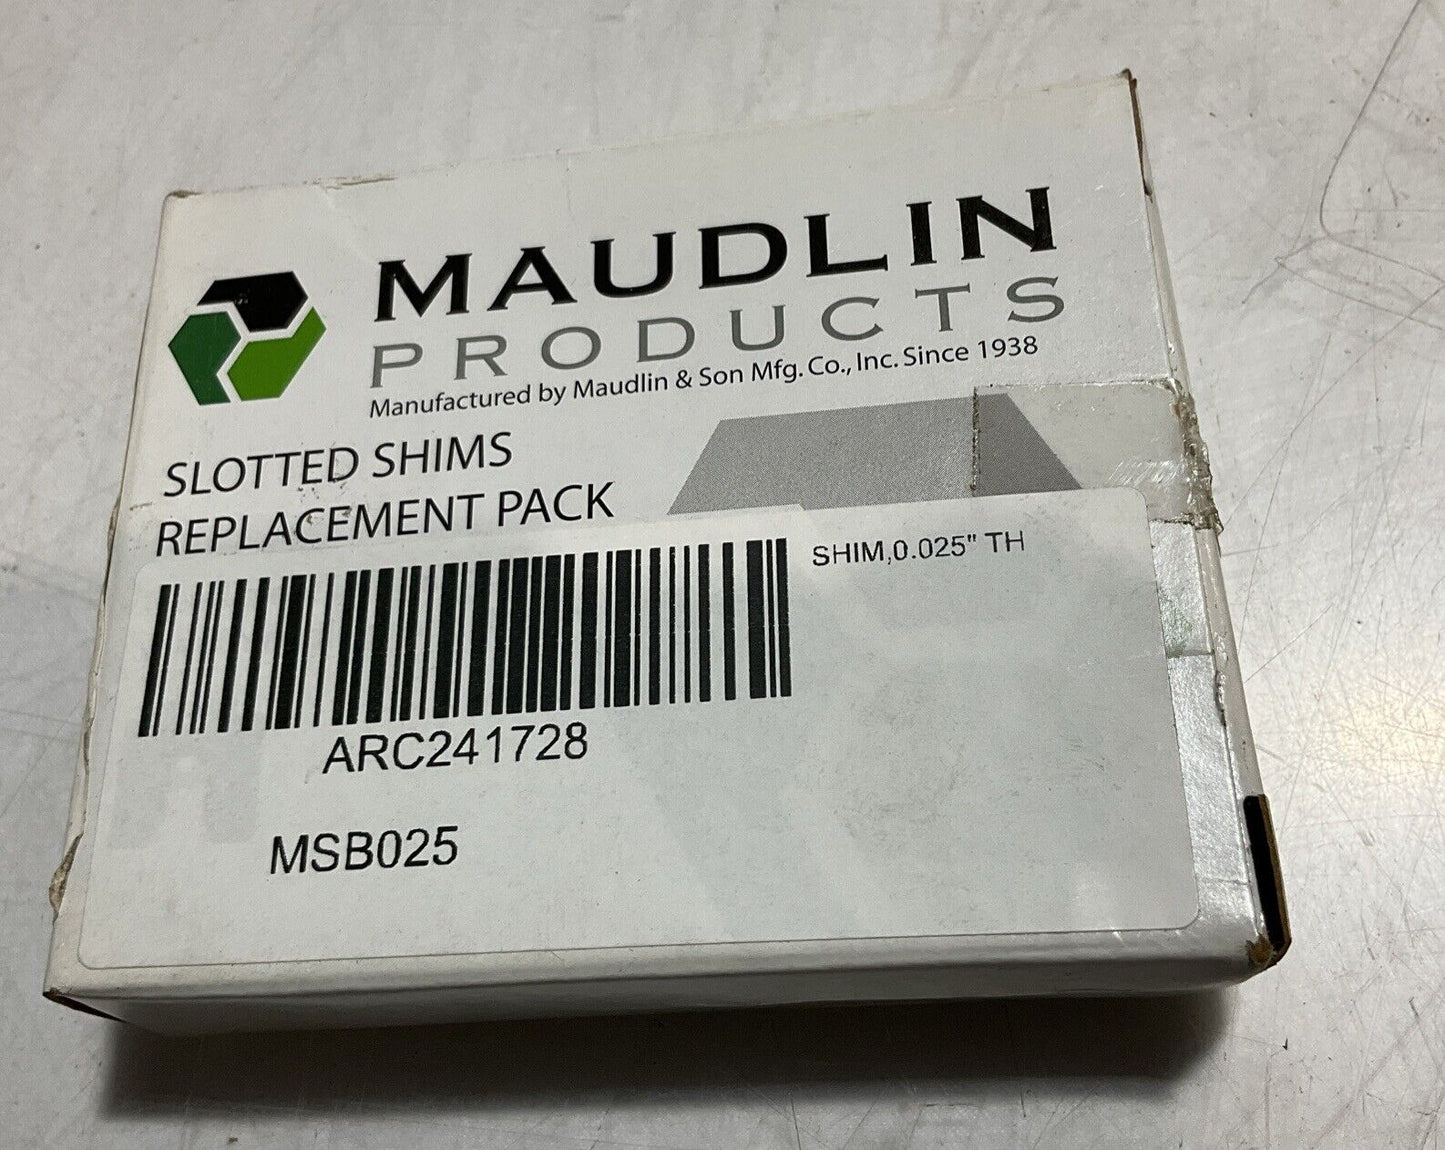 MAUDLIN
PRODUCTS
Manufactured by Maudlin & Son Mfg. Co., Inc. Since 1938
SLOTTED SHIMS
REPLACEMENT PACK
SHIM,0.025" TH
ARC241728
MSB025